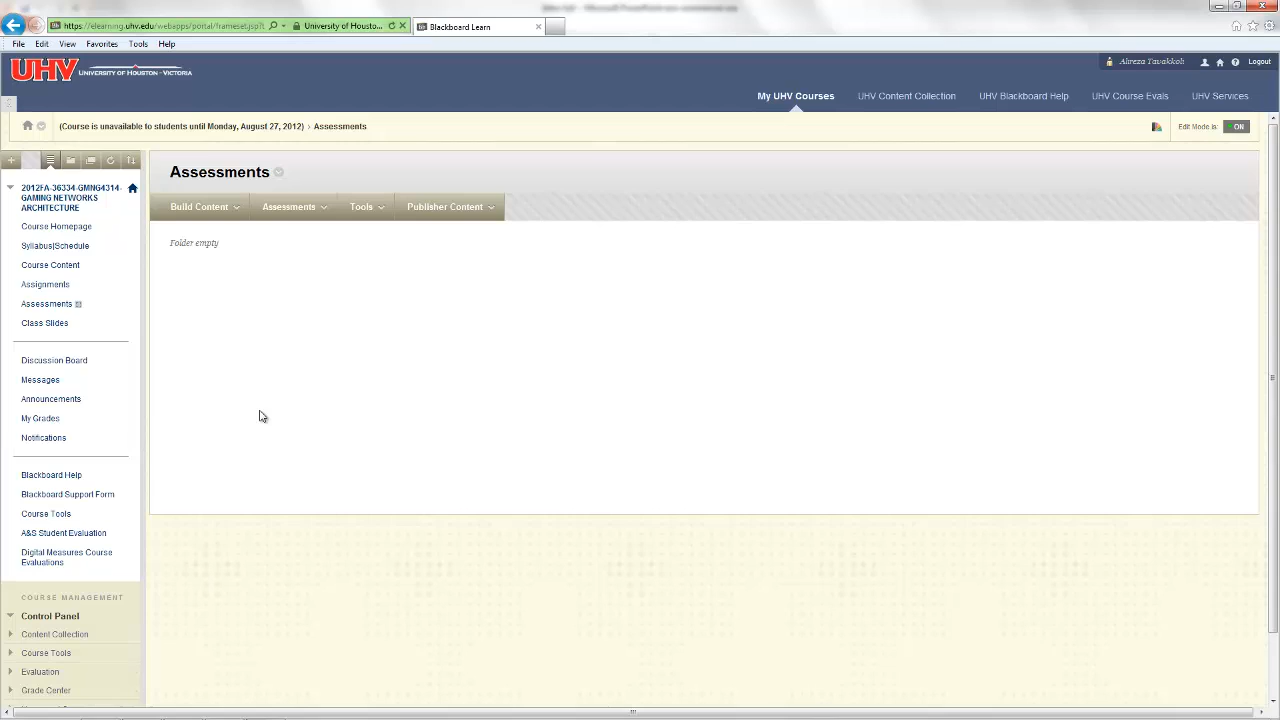 https://elearning.uhv.edu/webapps/portal/frameset.jsp?t
University of Housto...
Blackboard Learn
File Edit View Favorites Tools Help
UHV UNIVERSITY OF HOUSTON - VICTORIA
Alireza Tavakkoli
Logout
My UHV Courses UHV Content Collection UHV Blackboard Help UHV Course Evals UHV Services
(Course is unavailable to students until Monday, August 27, 2012) > Assessments
Edit Mode is: ON
2012FA-36334-GMNG4314-
GAMING NETWORKS
ARCHITECTURE
Course Homepage
Syllabus|Schedule
Course Content
Assignments
Assessments
Class Slides
Discussion Board
Messages
Announcements
My Grades
Notifications
Blackboard Help
Blackboard Support Form
Course Tools
A&S Student Evaluation
Digital Measures Course
Evaluations
COURSE MANAGEMENT
Control Panel
Content Collection
Course Tools
Evaluation
Grade Center
Assessments
Build Content Assessments Tools Publisher Content
Folder empty